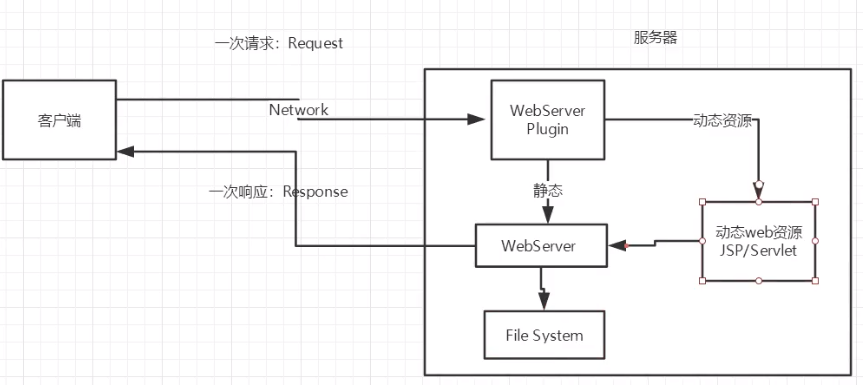 一次请求：Request
服务器
客户端
Network
WebServer
Plugin
动态资源
一次响应：Response
静态
动态web资源
JSP/Servlet
WebServer
File System